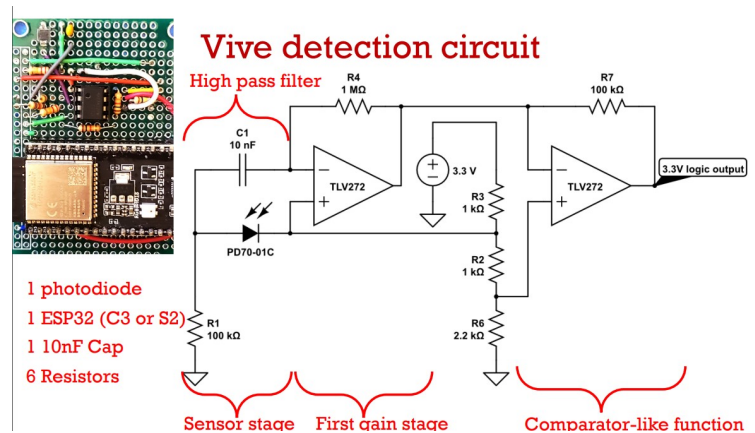 Vive detection circuit
High pass filter
R4
1 MΩ
R7
100 kΩ
C1
10 nF
−
+
TLV272
+
−
3.3 V
−
+
TLV272
3.3V logic output
R3
1 kΩ
PD70-01C
R2
1 kΩ
R1
100 kΩ
R6
2.2 kΩ
1 photodiode
1 ESP32 (C3 or S2)
1 10nF Cap
6 Resistors
Sensor stage
First gain stage
Comparator-like function